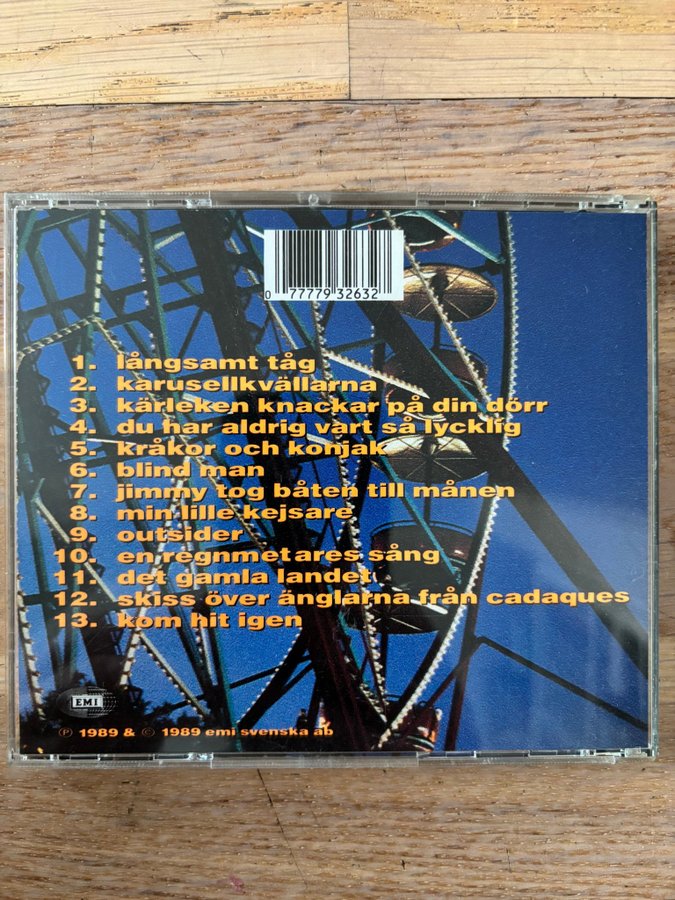 0 77779 32632
1. långsamt tåg
2. karusellkvällarna
3. kärleken knackar på din dörr
4. du har aldrig vart så lycklig
5. kråkor och konjak
6. blind man
7. jimmy tog båten till månen
8. min lille kejsare
9. outsider
10. en regnmetares sång
11. det gamla landet
12. skiss över änglarna från cadaques
13. kom hit igen
EMI
℗ 1989 & © 1989 emi svenska ab